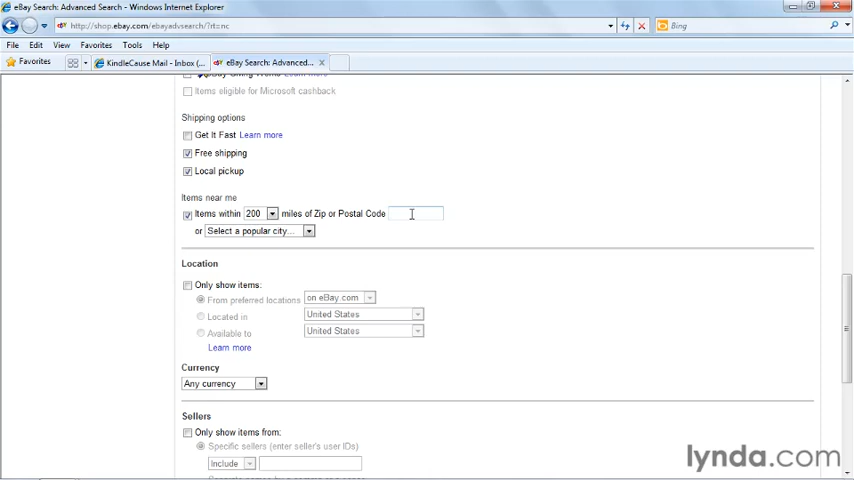 eBay Search: Advanced Search - Windows Internet Explorer
http://shop.ebay.com/ebayadvsearch/?rt=nc
Bing
File Edit View Favorites Tools Help
Favorites
KindleCause Mail - Inbox (...
eBay Search: Advanced...
eBay Giving Works Learn more
Items eligible for Microsoft cashback
Shipping options
Get It Fast Learn more
Free shipping
Local pickup
Items near me
Items within 200 miles of Zip or Postal Code
or Select a popular city...
Location
Only show items:
From preferred locations on eBay.com
Located in United States
Available to United States
Learn more
Currency
Any currency
Sellers
Only show items from:
Specific sellers (enter seller's user IDs)
Include
lynda.com